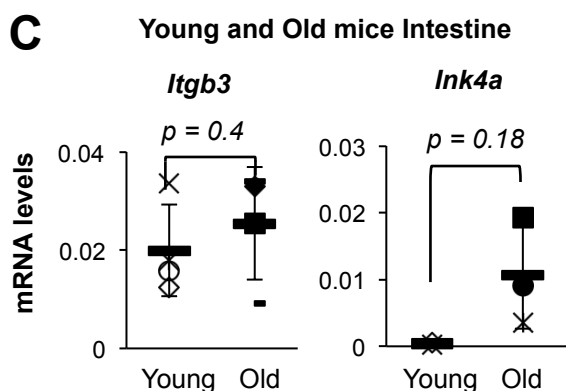 C
Young and Old mice Intestine
Itgb3
Ink4a
mRNA levels
p = 0.4
0.04
0.02
0
Young
Old
p = 0.18
0.03
0.02
0.01
0
Young
Old